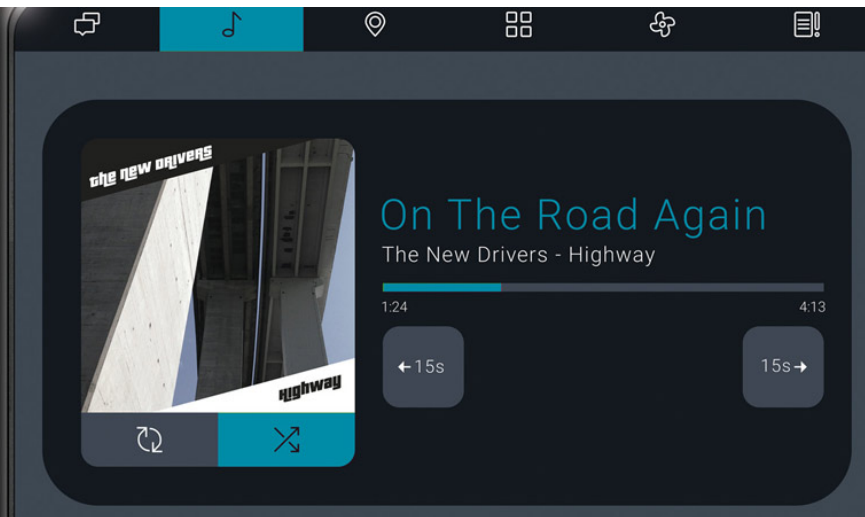 the new drivers
Highway
On The Road Again
The New Drivers - Highway
1:24
4:13
←15s
15s→